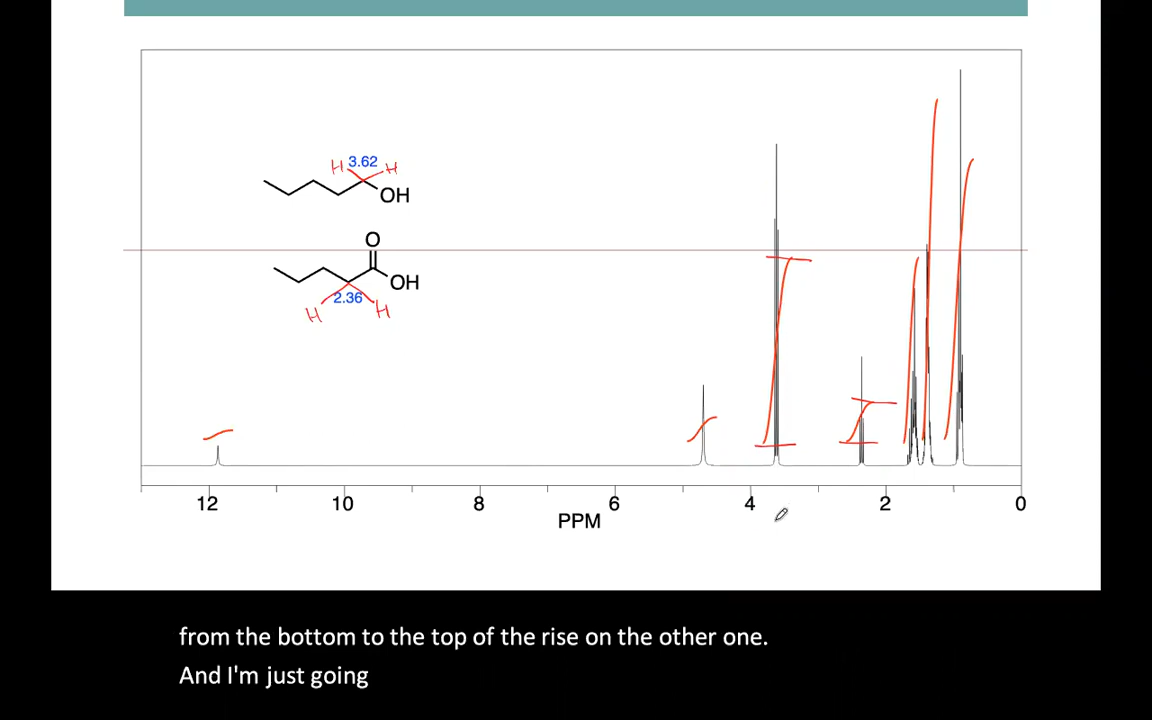 H 3.62 H
OH
O
OH
2.36
H H
12 10 8 6 4 2 0
PPM
from the bottom to the top of the rise on the other one.
And I'm just going